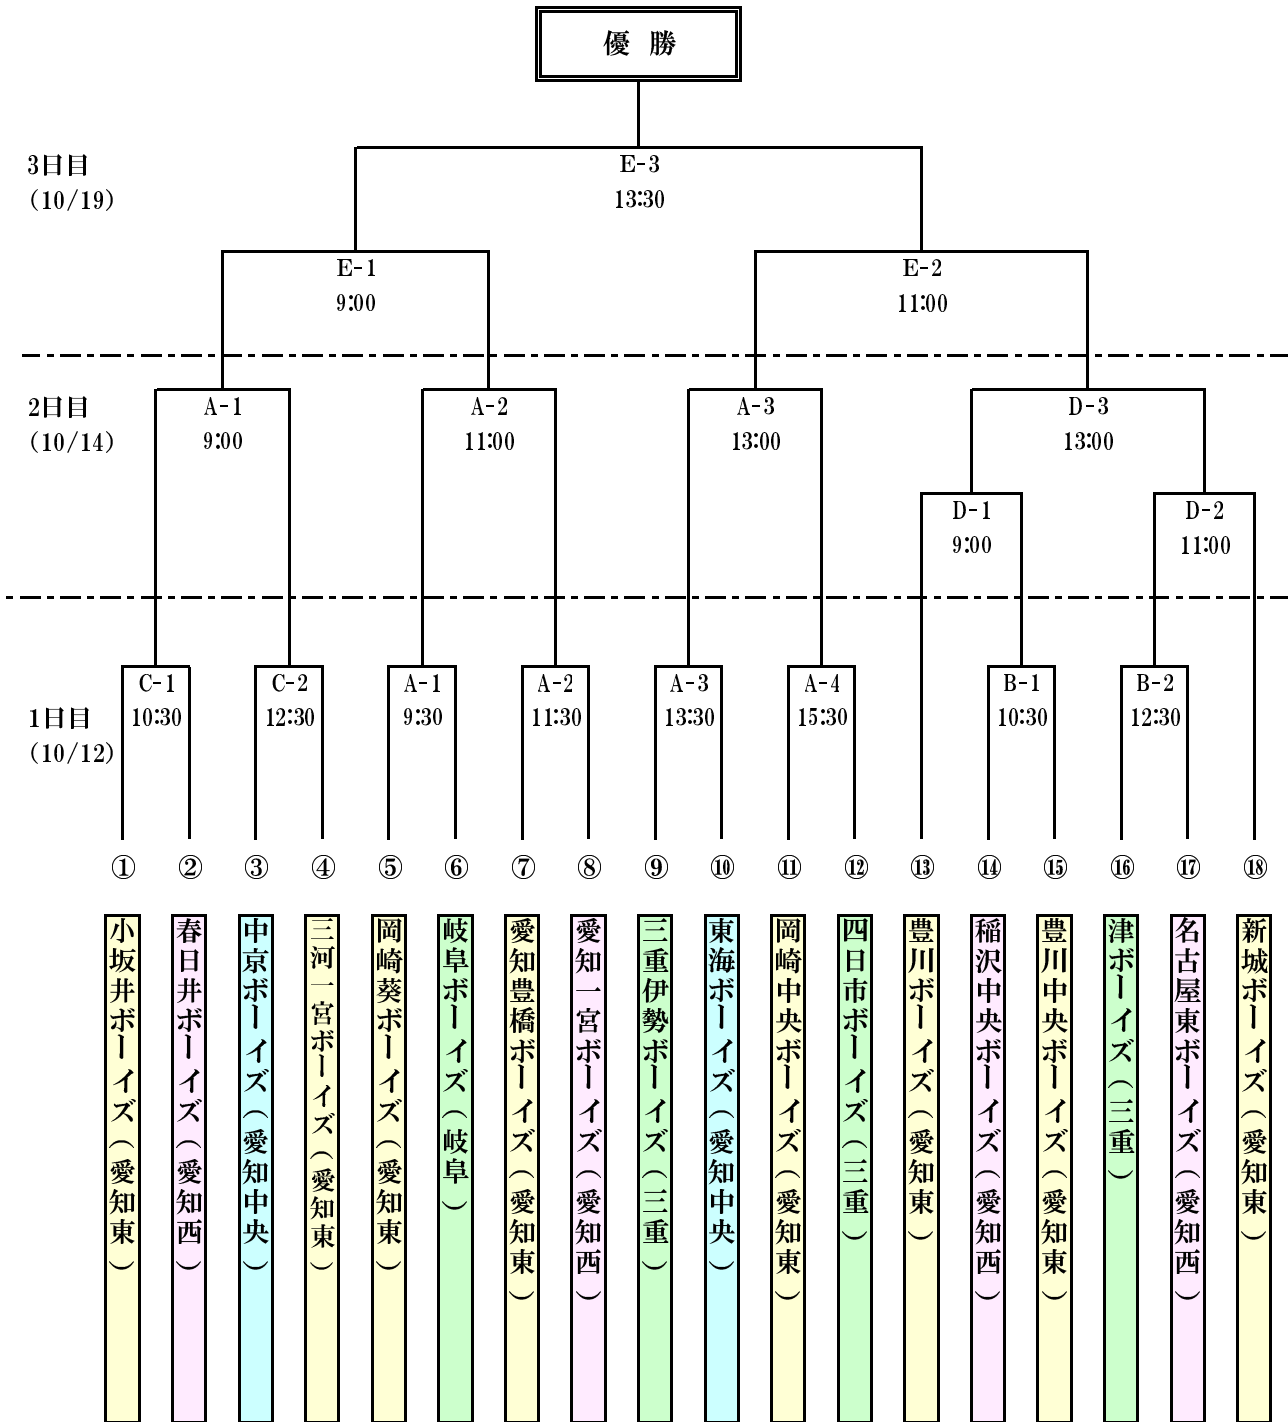 優 勝
3日目
(10/19)
E-3
13:30
E-1
9:00
E-2
11:00
2日目
(10/14)
A-1
9:00
A-2
11:00
A-3
13:00
D-3
13:00
D-1
9:00
D-2
11:00
1日目
(10/12)
C-1
10:30
C-2
12:30
A-1
9:30
A-2
11:30
A-3
13:30
A-4
15:30
B-1
10:30
B-2
12:30
①
②
③
④
⑤
⑥
⑦
⑧
⑨
⑩
⑪
⑫
⑬
⑭
⑮
⑯
⑰
⑱
小坂井ボーイズ(愛知東)
春日井ボーイズ(愛知西)
中京ボーイズ(愛知中央)
三河一宮ボーイズ(愛知東)
岡崎葵ボーイズ(愛知東)
岐阜ボーイズ(岐阜)
愛知豊橋ボーイズ(愛知東)
愛知一宮ボーイズ(愛知西)
三重伊勢ボーイズ(三重)
東海ボーイズ(愛知中央)
岡崎中央ボーイズ(愛知東)
四日市ボーイズ(三重)
豊川ボーイズ(愛知東)
稲沢中央ボーイズ(愛知西)
豊川中央ボーイズ(愛知東)
津ボーイズ(三重)
名古屋東ボーイズ(愛知西)
新城ボーイズ(愛知東)